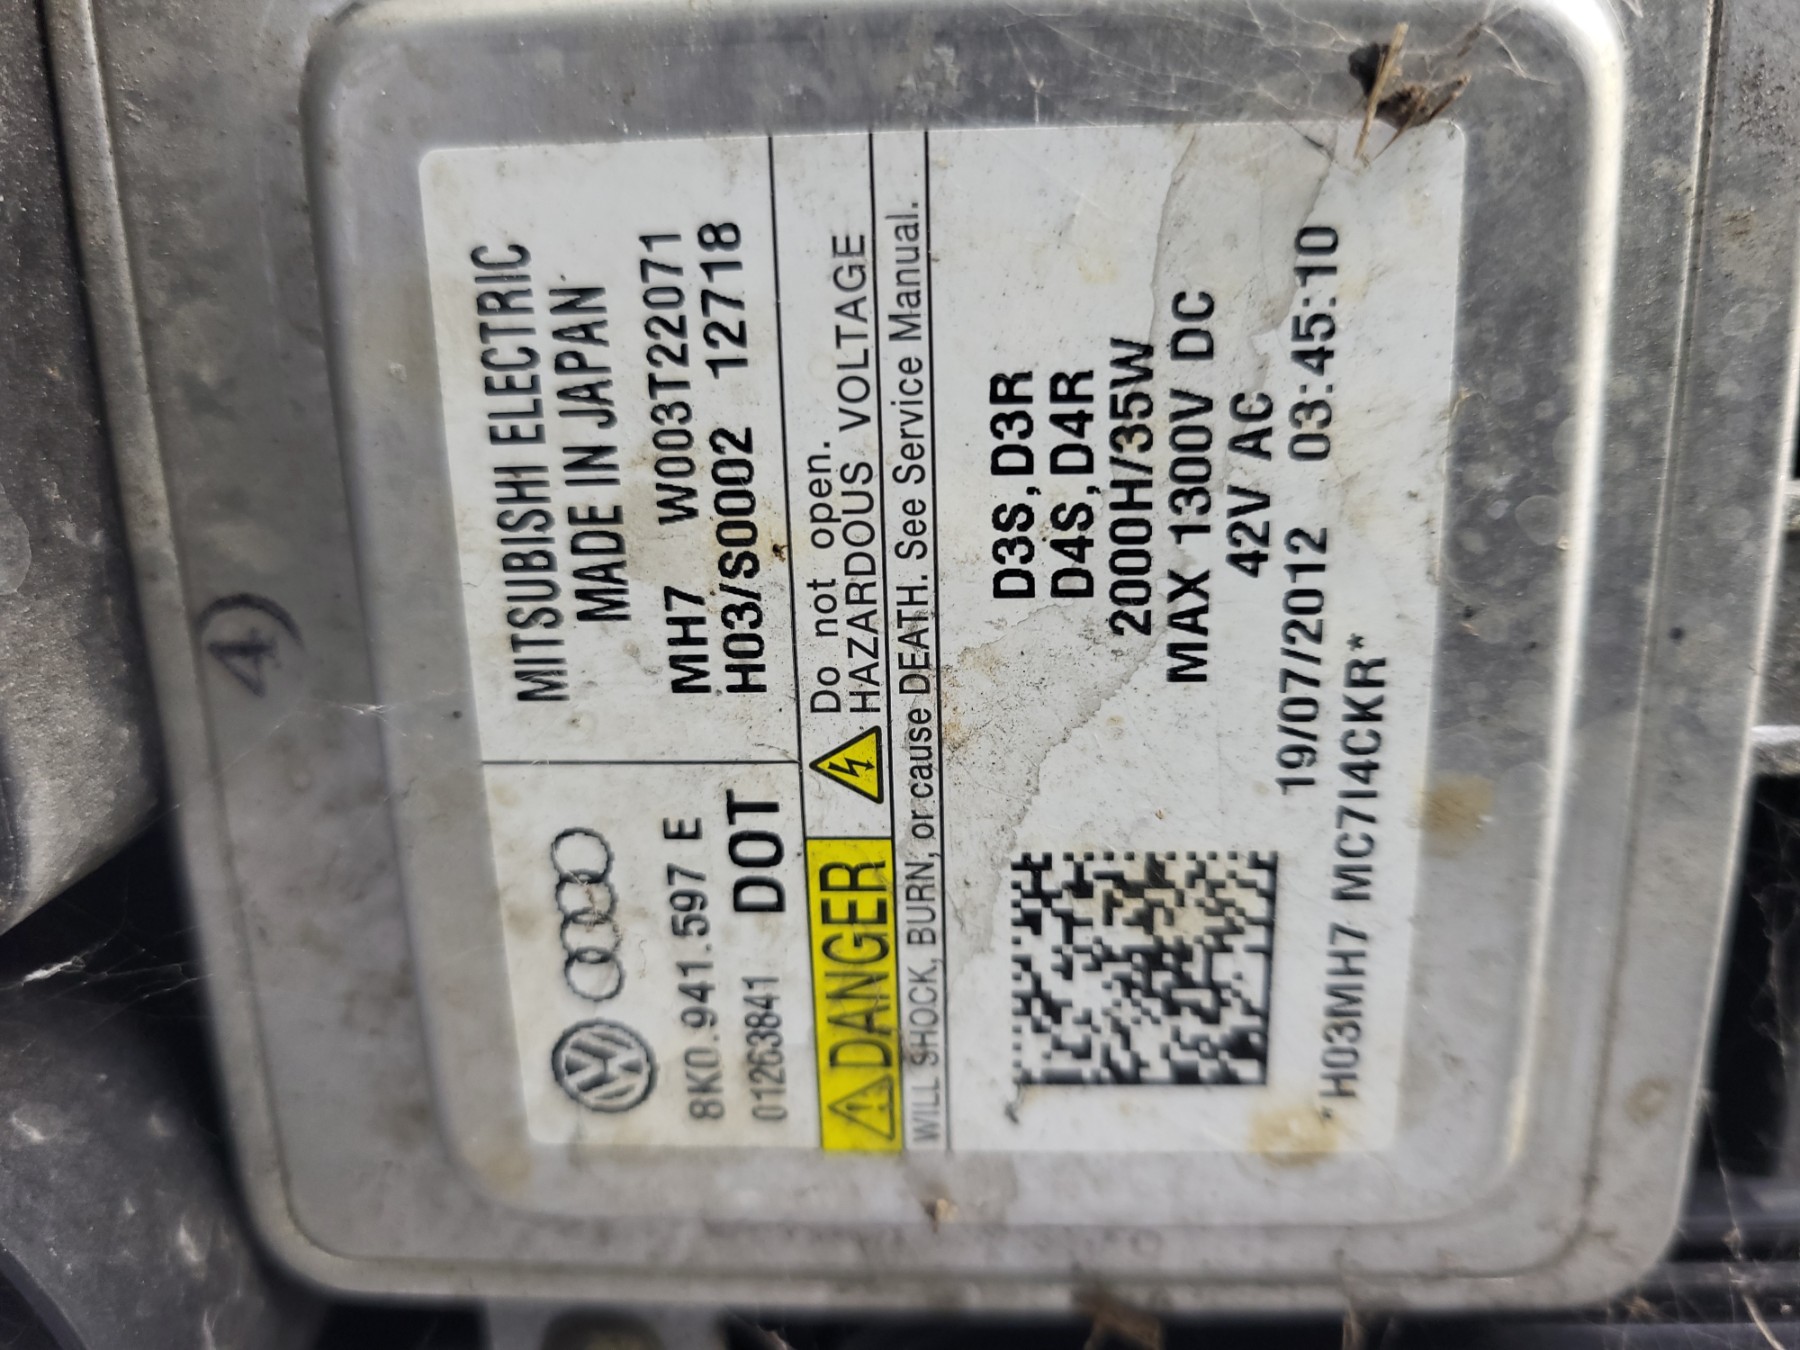 4)
MITSUBISHI ELECTRIC
MADE IN JAPAN
MH7 W003T22071
H03/S0002 12718
8K0.941.597 E
01263841 DOT
DANGER Do not open.
HAZARDOUS VOLTAGE
WILL SHOCK, BURN, or cause DEATH. See Service Manual.
D3S,D3R
D4S,D4R
2000H/35W
MAX 1300V DC
42V AC
19/07/2012 03:45:10
*H03MH7 MC7I4CKR*